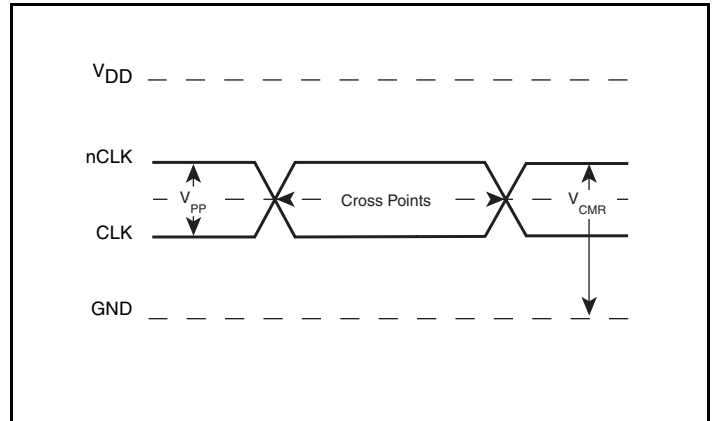 VDD
nCLK
VPP
Cross Points
VCMR
CLK
GND